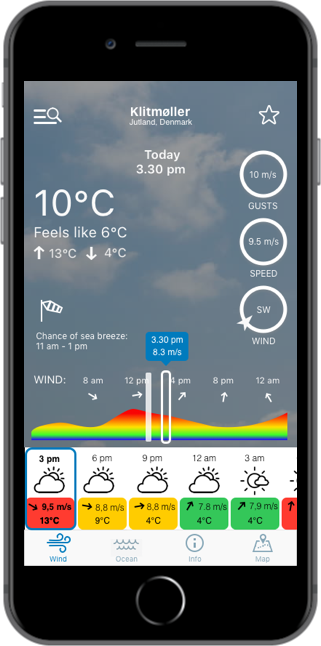 Klitmøller
Jutland, Denmark
Today
3.30 pm
10 m/s
GUSTS
10°C
Feels like 6°C
13°C 4°C
9.5 m/s
SPEED
SW
WIND
Chance of sea breeze:
11 am - 1 pm
3.30 pm
8.3 m/s
WIND: 8 am 12 pm 4 pm 8 pm 12 am
3 pm 6 pm 9 pm 12 am 3 am
9,5 m/s 8,8 m/s 8,8 m/s 7.8 m/s 7,9 m/s
13°C 9°C 4°C 4°C 4°C
Wind Ocean Info Map